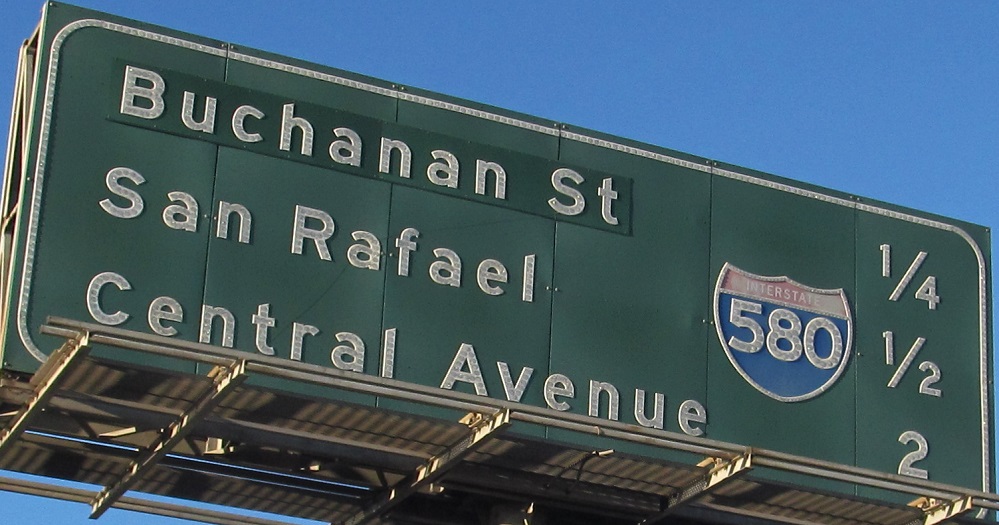 Buchanan St 1/4
San Rafael INTERSTATE 580 1/2
Central Avenue 2